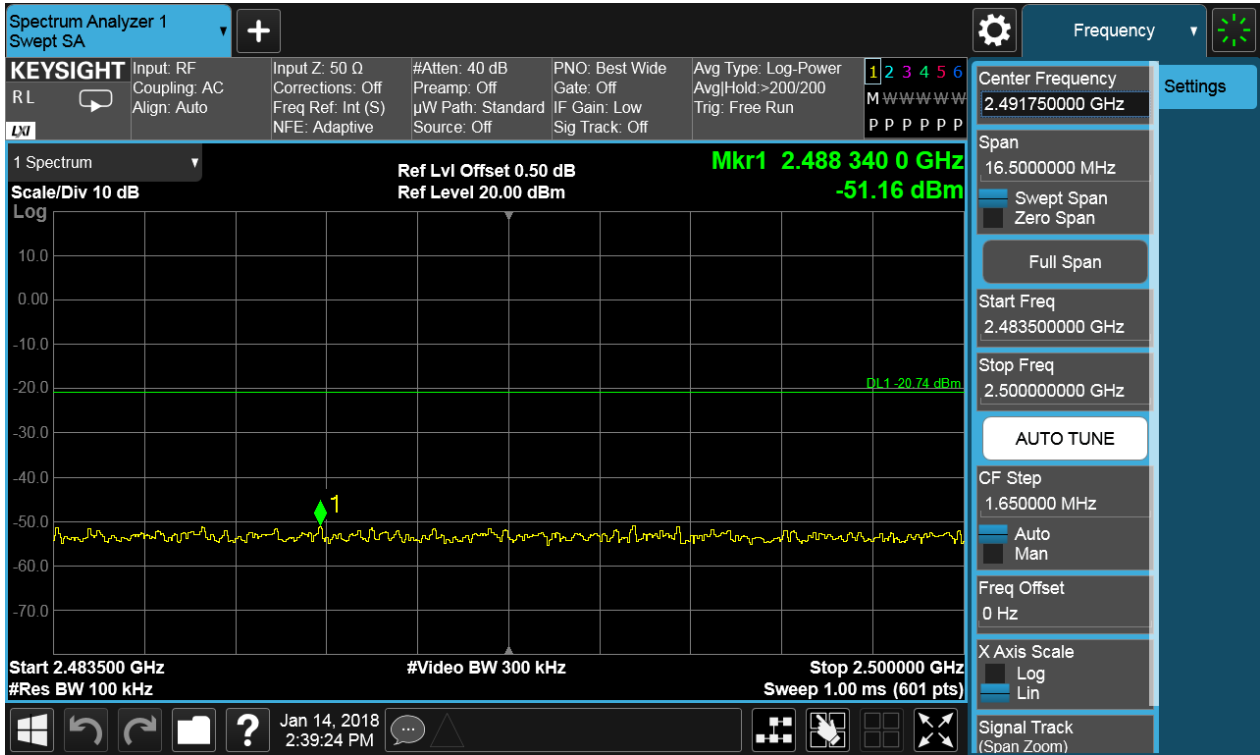 Spectrum Analyzer 1
Swept SA
+
Frequency
KEYSIGHT
R L
LXI
Input: RF
Coupling: AC
Align: Auto
Input Z: 50 Ω
Corrections: Off
Freq Ref: Int (S)
NFE: Adaptive
#Atten: 40 dB
Preamp: Off
µW Path: Standard
Source: Off
PNO: Best Wide
Gate: Off
IF Gain: Low
Sig Track: Off
Avg Type: Log-Power
Avg|Hold:>200/200
Trig: Free Run
1 2 3 4 5 6
M W W W W W
P P P P P P
1 Spectrum
Scale/Div 10 dB
Ref Lvl Offset 0.50 dB
Ref Level 20.00 dBm
Mkr1 2.488 340 0 GHz
-51.16 dBm
Log
10.0
0.00
-10.0
-20.0
-30.0
-40.0
-50.0
-60.0
-70.0
DL1 -20.74 dBm
1
Start 2.483500 GHz
#Res BW 100 kHz
#Video BW 300 kHz
Stop 2.500000 GHz
Sweep 1.00 ms (601 pts)
Center Frequency
2.491750000 GHz
Span
16.5000000 MHz
Swept Span
Zero Span
Full Span
Start Freq
2.483500000 GHz
Stop Freq
2.500000000 GHz
AUTO TUNE
CF Step
1.650000 MHz
Auto
Man
Freq Offset
0 Hz
X Axis Scale
Log
Lin
Signal Track
(Span Zoom)
Settings
?
Jan 14, 2018
2:39:24 PM